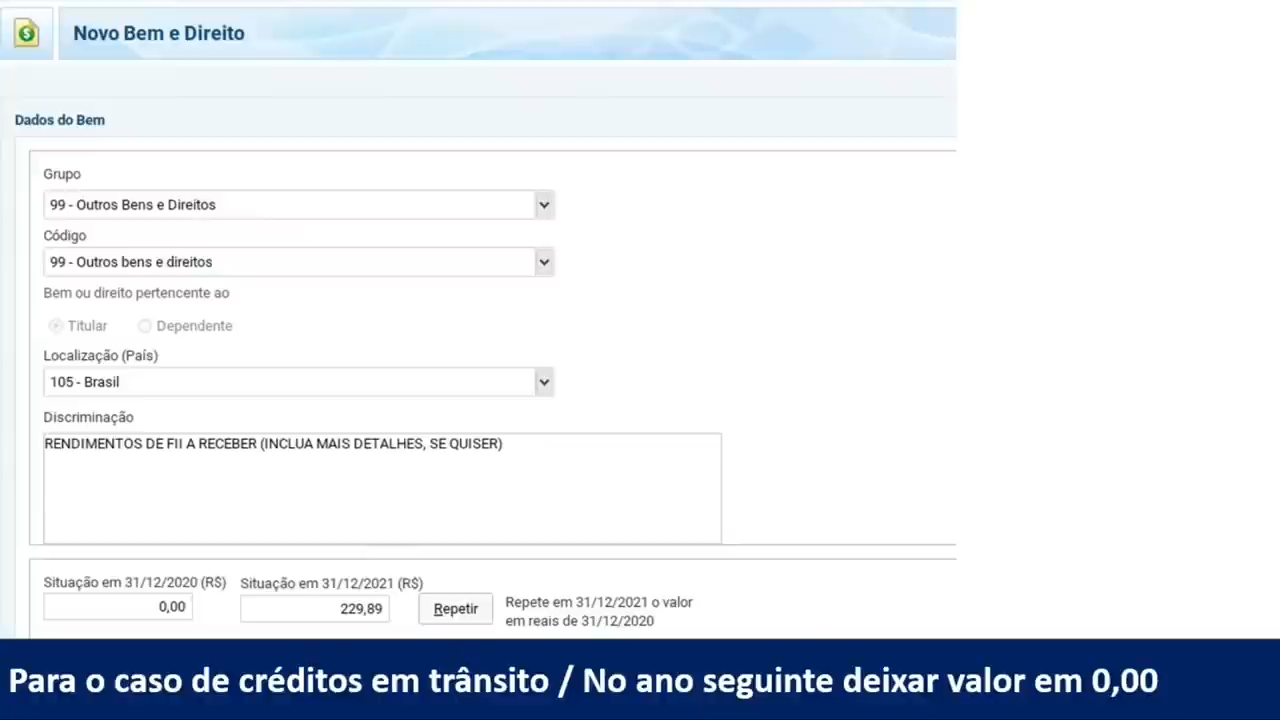 Novo Bem e Direito
Dados do Bem
Grupo
99 - Outros Bens e Direitos
Código
99 - Outros bens e direitos
Bem ou direito pertencente ao
Titular Dependente
Localização (País)
105 - Brasil
Discriminação
RENDIMENTOS DE FII A RECEBER (INCLUA MAIS DETALHES, SE QUISER)
Situação em 31/12/2020 (R$) Situação em 31/12/2021 (R$)
0,00 229,89 Repetir Repete em 31/12/2021 o valor
em reais de 31/12/2020
Para o caso de créditos em trânsito / No ano seguinte deixar valor em 0,00